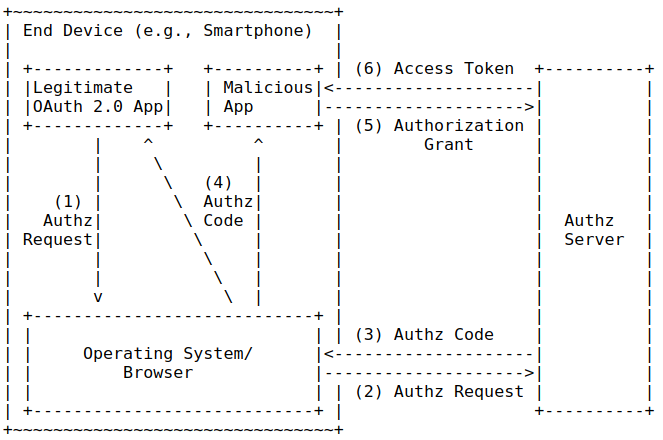 End Device (e.g., Smartphone)
(6) Access Token
Legitimate
Malicious
OAuth 2.0 App
App
(5) Authorization
Grant
(4)
(1)
Authz
Authz
Code
Authz
Request
Server
(3) Authz Code
Operating System/
Browser
(2) Authz Request